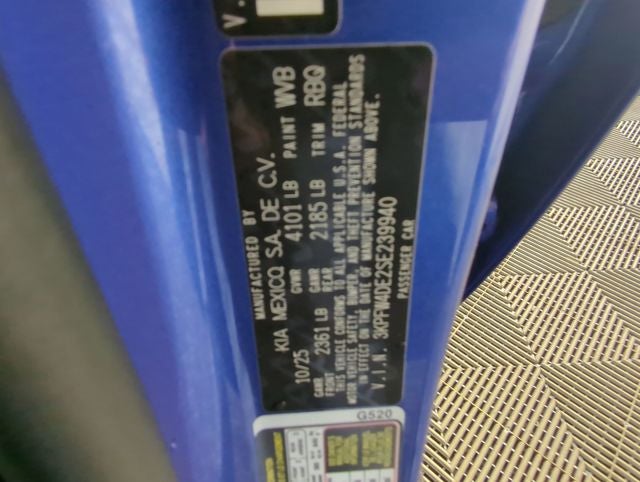 V.
MANUFACTURED BY
KIA MEXICO, S.A. DE C.V.
10/25 GVWR 4101 LB PAINT WVB
GAWR FRONT 2361 LB GAWR REAR 2185 LB TRIM RBQ
THIS VEHICLE CONFORMS TO ALL APPLICABLE U.S.A. FEDERAL
MOTOR VEHICLE SAFETY, BUMPER, AND THEFT PREVENTION STANDARDS
IN EFFECT ON THE DATE OF MANUFACTURE SHOWN ABOVE.
V.I.N. 3KPFW4DE2SE239940
PASSENGER CAR
G520